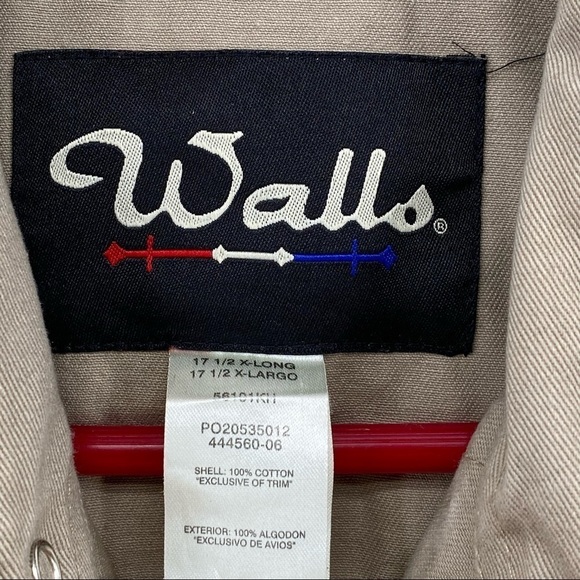 Walls®
17 1/2 X-LONG
17 1/2 X-LARGO
56101KH
PO20535012
444560-06
SHELL: 100% COTTON
"EXCLUSIVE OF TRIM"
EXTERIOR: 100% ALGODON
"EXCLUSIVO DE AVIOS"